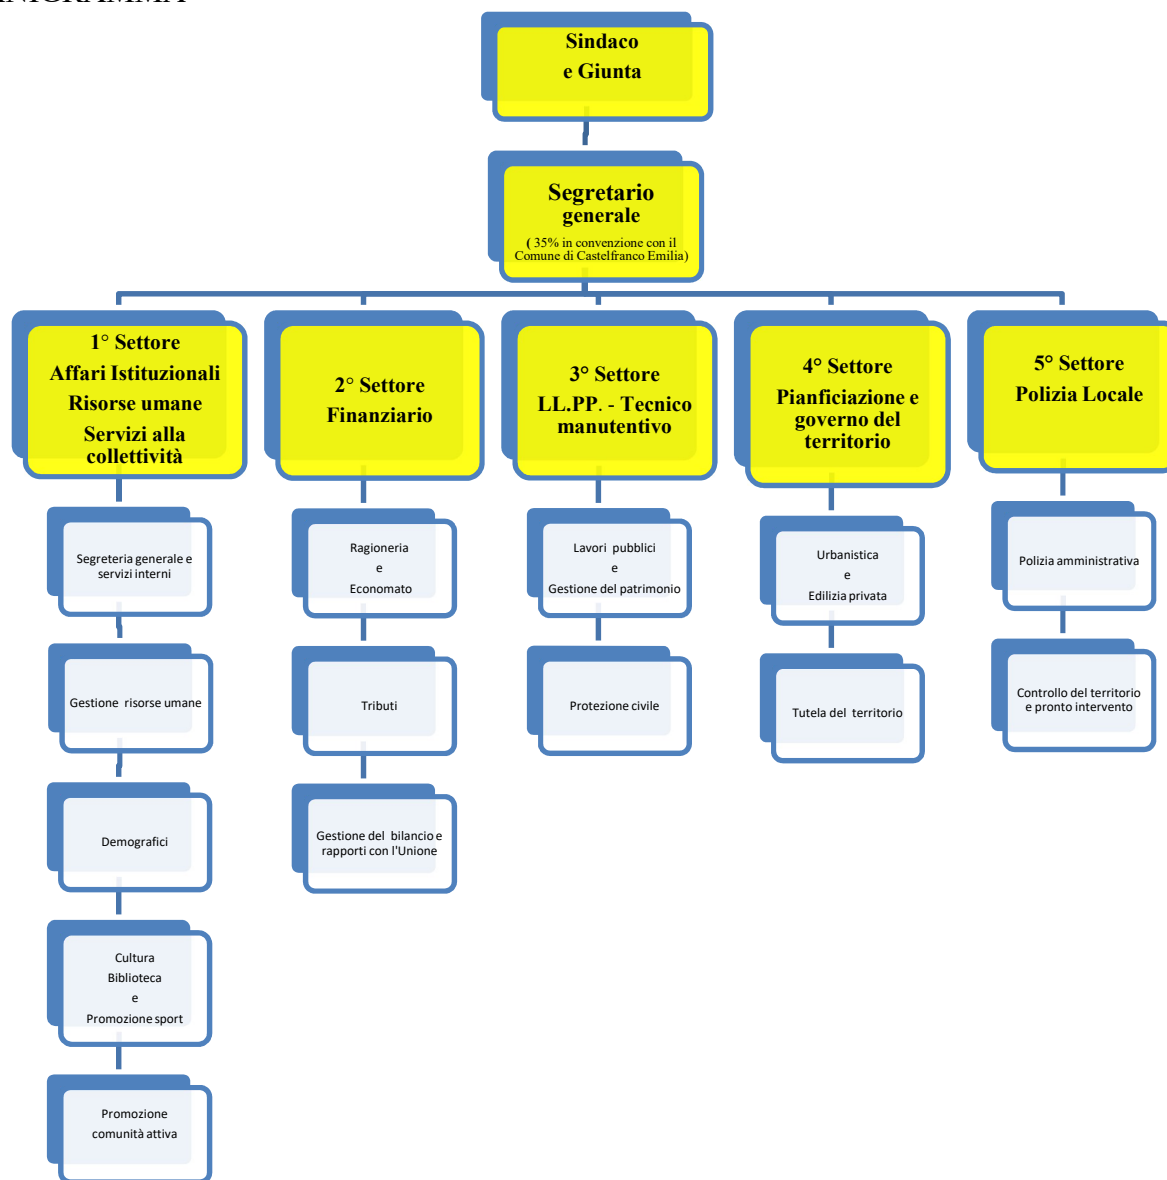 Sindaco
e Giunta
Segretario
generale
( 35% in convenzione con il
Comune di Castelfranco Emilia)
1° Settore
Affari Istituzionali
Risorse umane
Servizi alla
collettività
2° Settore
Finanziario
3° Settore
LL.PP. - Tecnico
manutentivo
4° Settore
Pianficiazione e
governo del
territorio
5° Settore
Polizia Locale
Segreteria generale e
servizi interni
Gestione risorse umane
Demografici
Cultura
Biblioteca
e
Promozione sport
Promozione
comunità attiva
Ragioneria
e
Economato
Tributi
Gestione del bilancio e
rapporti con l'Unione
Lavori pubblici
e
Gestione del patrimonio
Protezione civile
Urbanistica
e
Edilizia privata
Tutela del territorio
Polizia amministrativa
Controllo del territorio
e pronto intervento